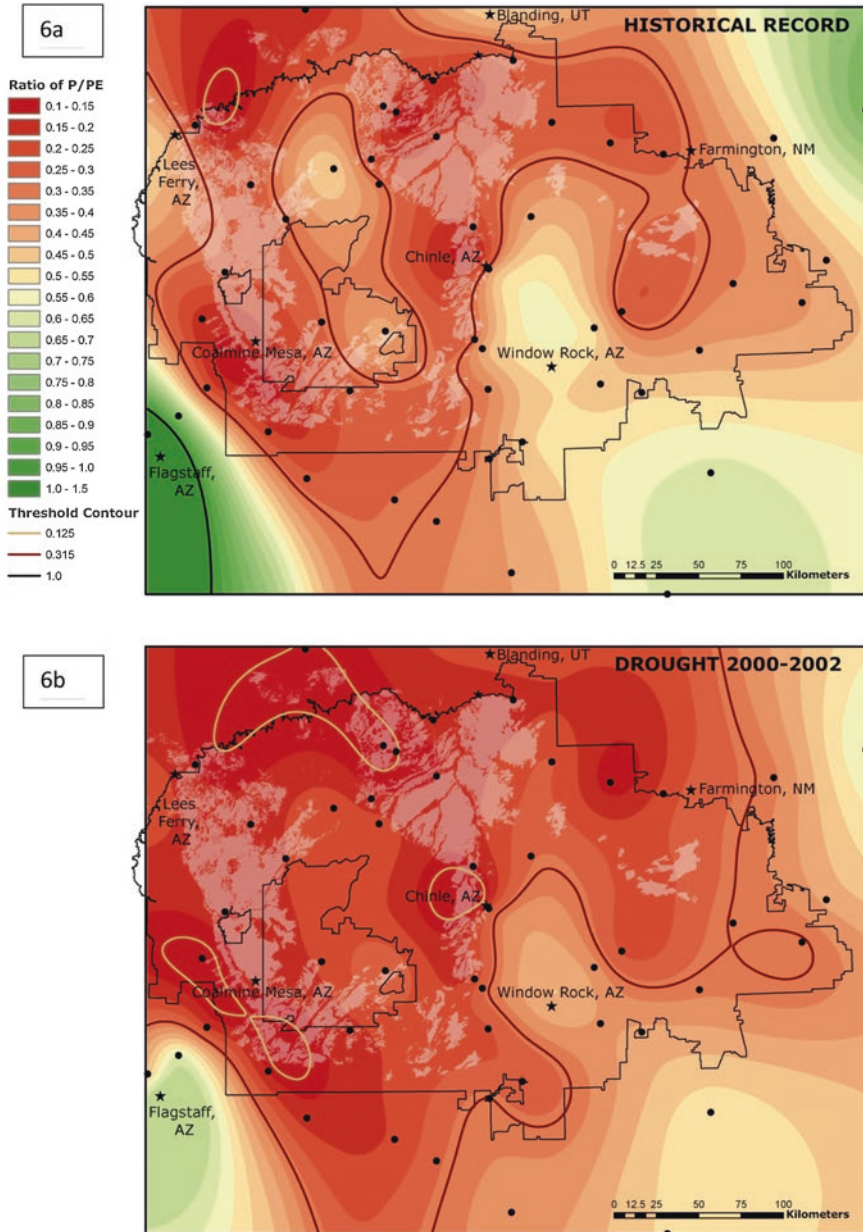 6a
HISTORICAL RECORD
Blanding, UT
Ratio of P/PE
0.1 - 0.15
0.15 - 0.2
0.2 - 0.25
0.25 - 0.3
0.3 - 0.35
0.35 - 0.4
0.4 - 0.45
0.45 - 0.5
0.5 - 0.55
0.55 - 0.6
0.6 - 0.65
0.65 - 0.7
0.7 - 0.75
0.75 - 0.8
0.8 - 0.85
0.85 - 0.9
0.9 - 0.95
0.95 - 1.0
1.0 - 1.5
Threshold Contour
0.125
0.315
1.0
Lees
Ferry,
AZ
Farmington, NM
Chinle, AZ
Coalmine Mesa, AZ
Window Rock, AZ
Flagstaff,
AZ
0 12.5 25 50 75 100
Kilometers
6b
DROUGHT 2000-2002
Blanding, UT
Lees
Ferry,
AZ
Farmington, NM
Chinle, AZ
Coalmine Mesa, AZ
Window Rock, AZ
Flagstaff,
AZ
0 12.5 25 50 75 100
Kilometers